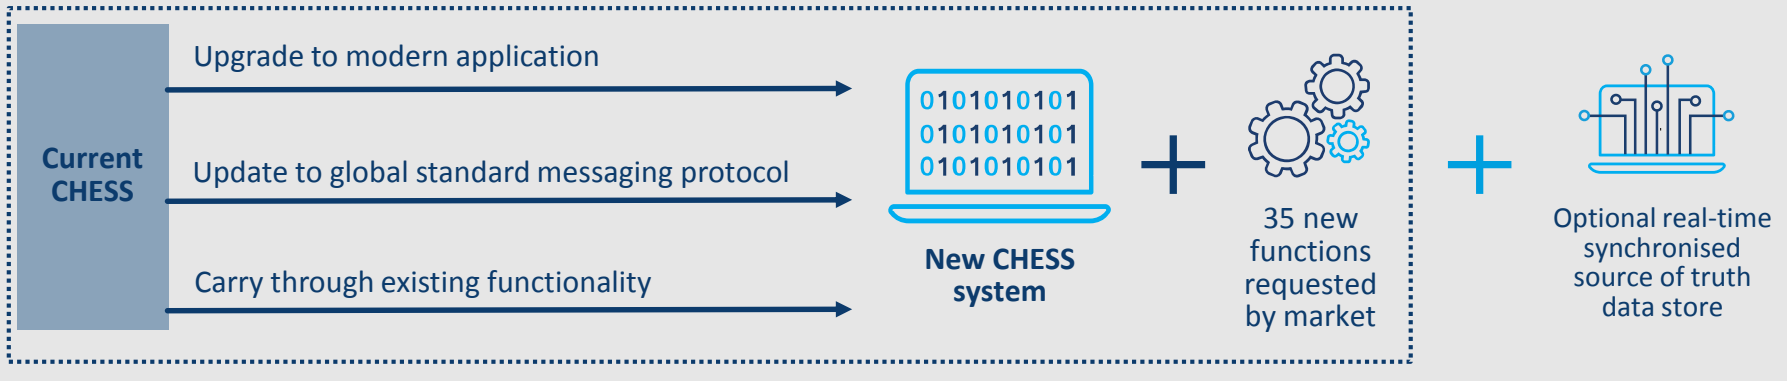 Current
CHESS
Upgrade to modern application
Update to global standard messaging protocol
Carry through existing functionality
0101010101
0101010101
0101010101
New CHESS
system
+
35 new
functions
requested
by market
+
Optional real-time
synchronised
source of truth
data store